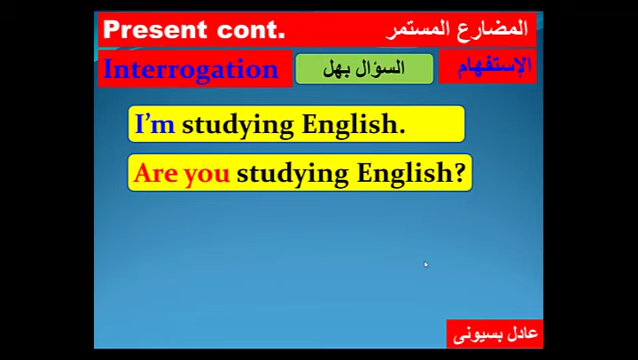 Present cont. المضارع المستمر
Interrogation السؤال بهل الإستفهام
I'm studying English.
Are you studying English?
عادل بسيونى